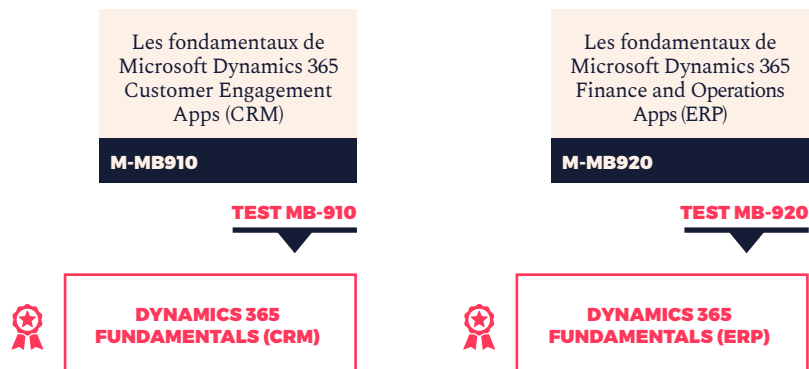 Les fondamentaux de
Microsoft Dynamics 365
Customer Engagement
Apps (CRM)
M-MB910
TEST MB-910
DYNAMICS 365
FUNDAMENTALS (CRM)
Les fondamentaux de
Microsoft Dynamics 365
Finance and Operations
Apps (ERP)
M-MB920
TEST MB-920
DYNAMICS 365
FUNDAMENTALS (ERP)